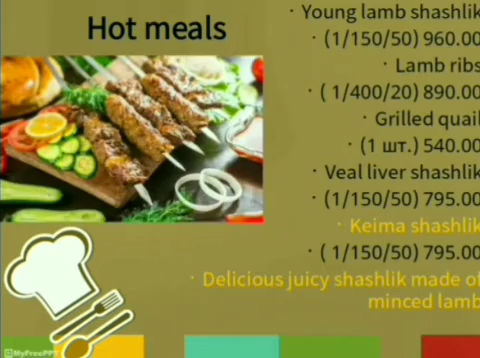 Hot meals
· Young lamb shashlik
· (1/150/50) 960.00
· Lamb ribs
· ( 1/400/20) 890.00
· Grilled quail
· (1 шт.) 540.00
· Veal liver shashlik
· (1/150/50) 795.00
· Keima shashlik
· ( 1/150/50) 795.00
· Delicious juicy shashlik made of
minced lamb